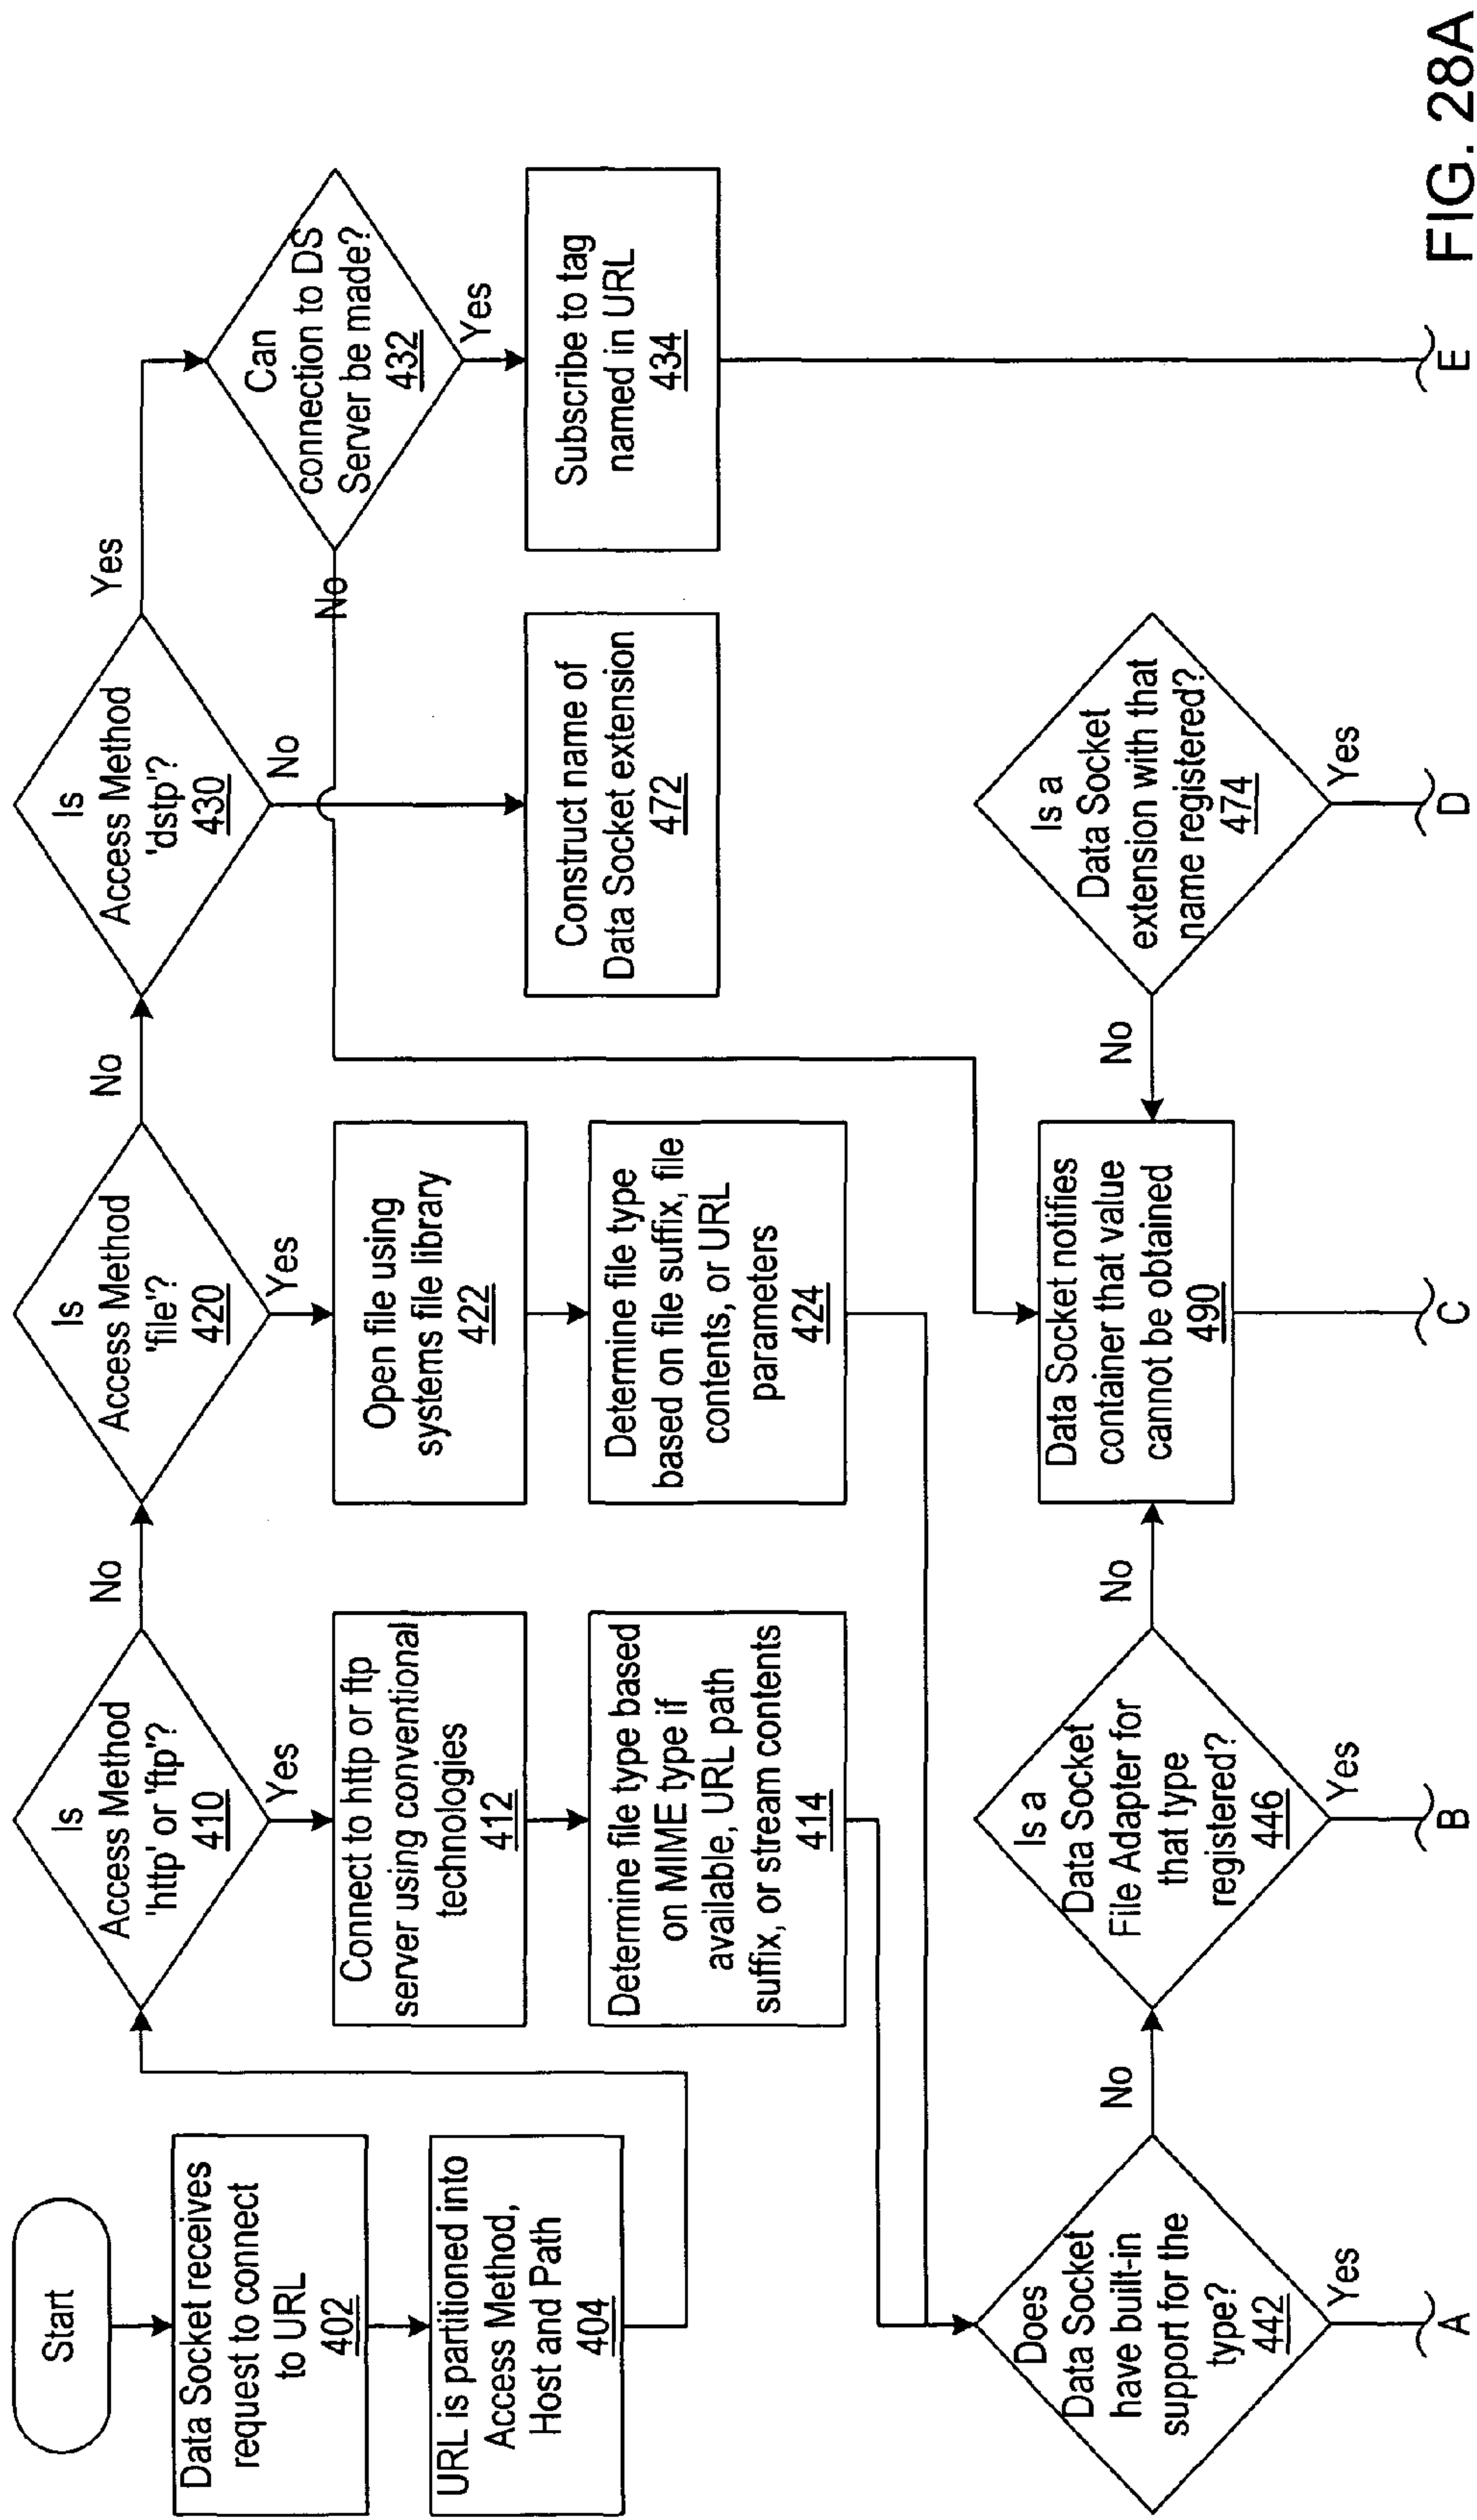 Start
Data Socket receives
request to connect
to URL
402
URL is partitioned into
Access Method,
Host and Path
404
Is
Access Method
'http' or 'ftp'?
410
No
Yes
Connect to http or ftp
server using conventional
technologies
412
Determine file type based
on MIME type if
available, URL path
suffix, or stream contents
414
Is
Access Method
'file'?
420
No
Yes
Open file using
systems file library
422
Determine file type
based on file suffix, file
contents, or URL
parameters
424
Is
Access Method
'dstp'?
430
Yes
No
Construct name of
Data Socket extension
472
Can
connection to DS
Server be made?
432
No
Yes
Subscribe to tag
named in URL
434
Does
Data Socket
have built-in
support for the
type?
442
No
Yes
Is a
Data Socket
File Adapter for
that type
registered?
446
No
Yes
Data Socket notifies
container that value
cannot be obtained
490
Is a
Data Socket
extension with that
name registered?
474
No
Yes
A
B
C
D
E
FIG. 28A